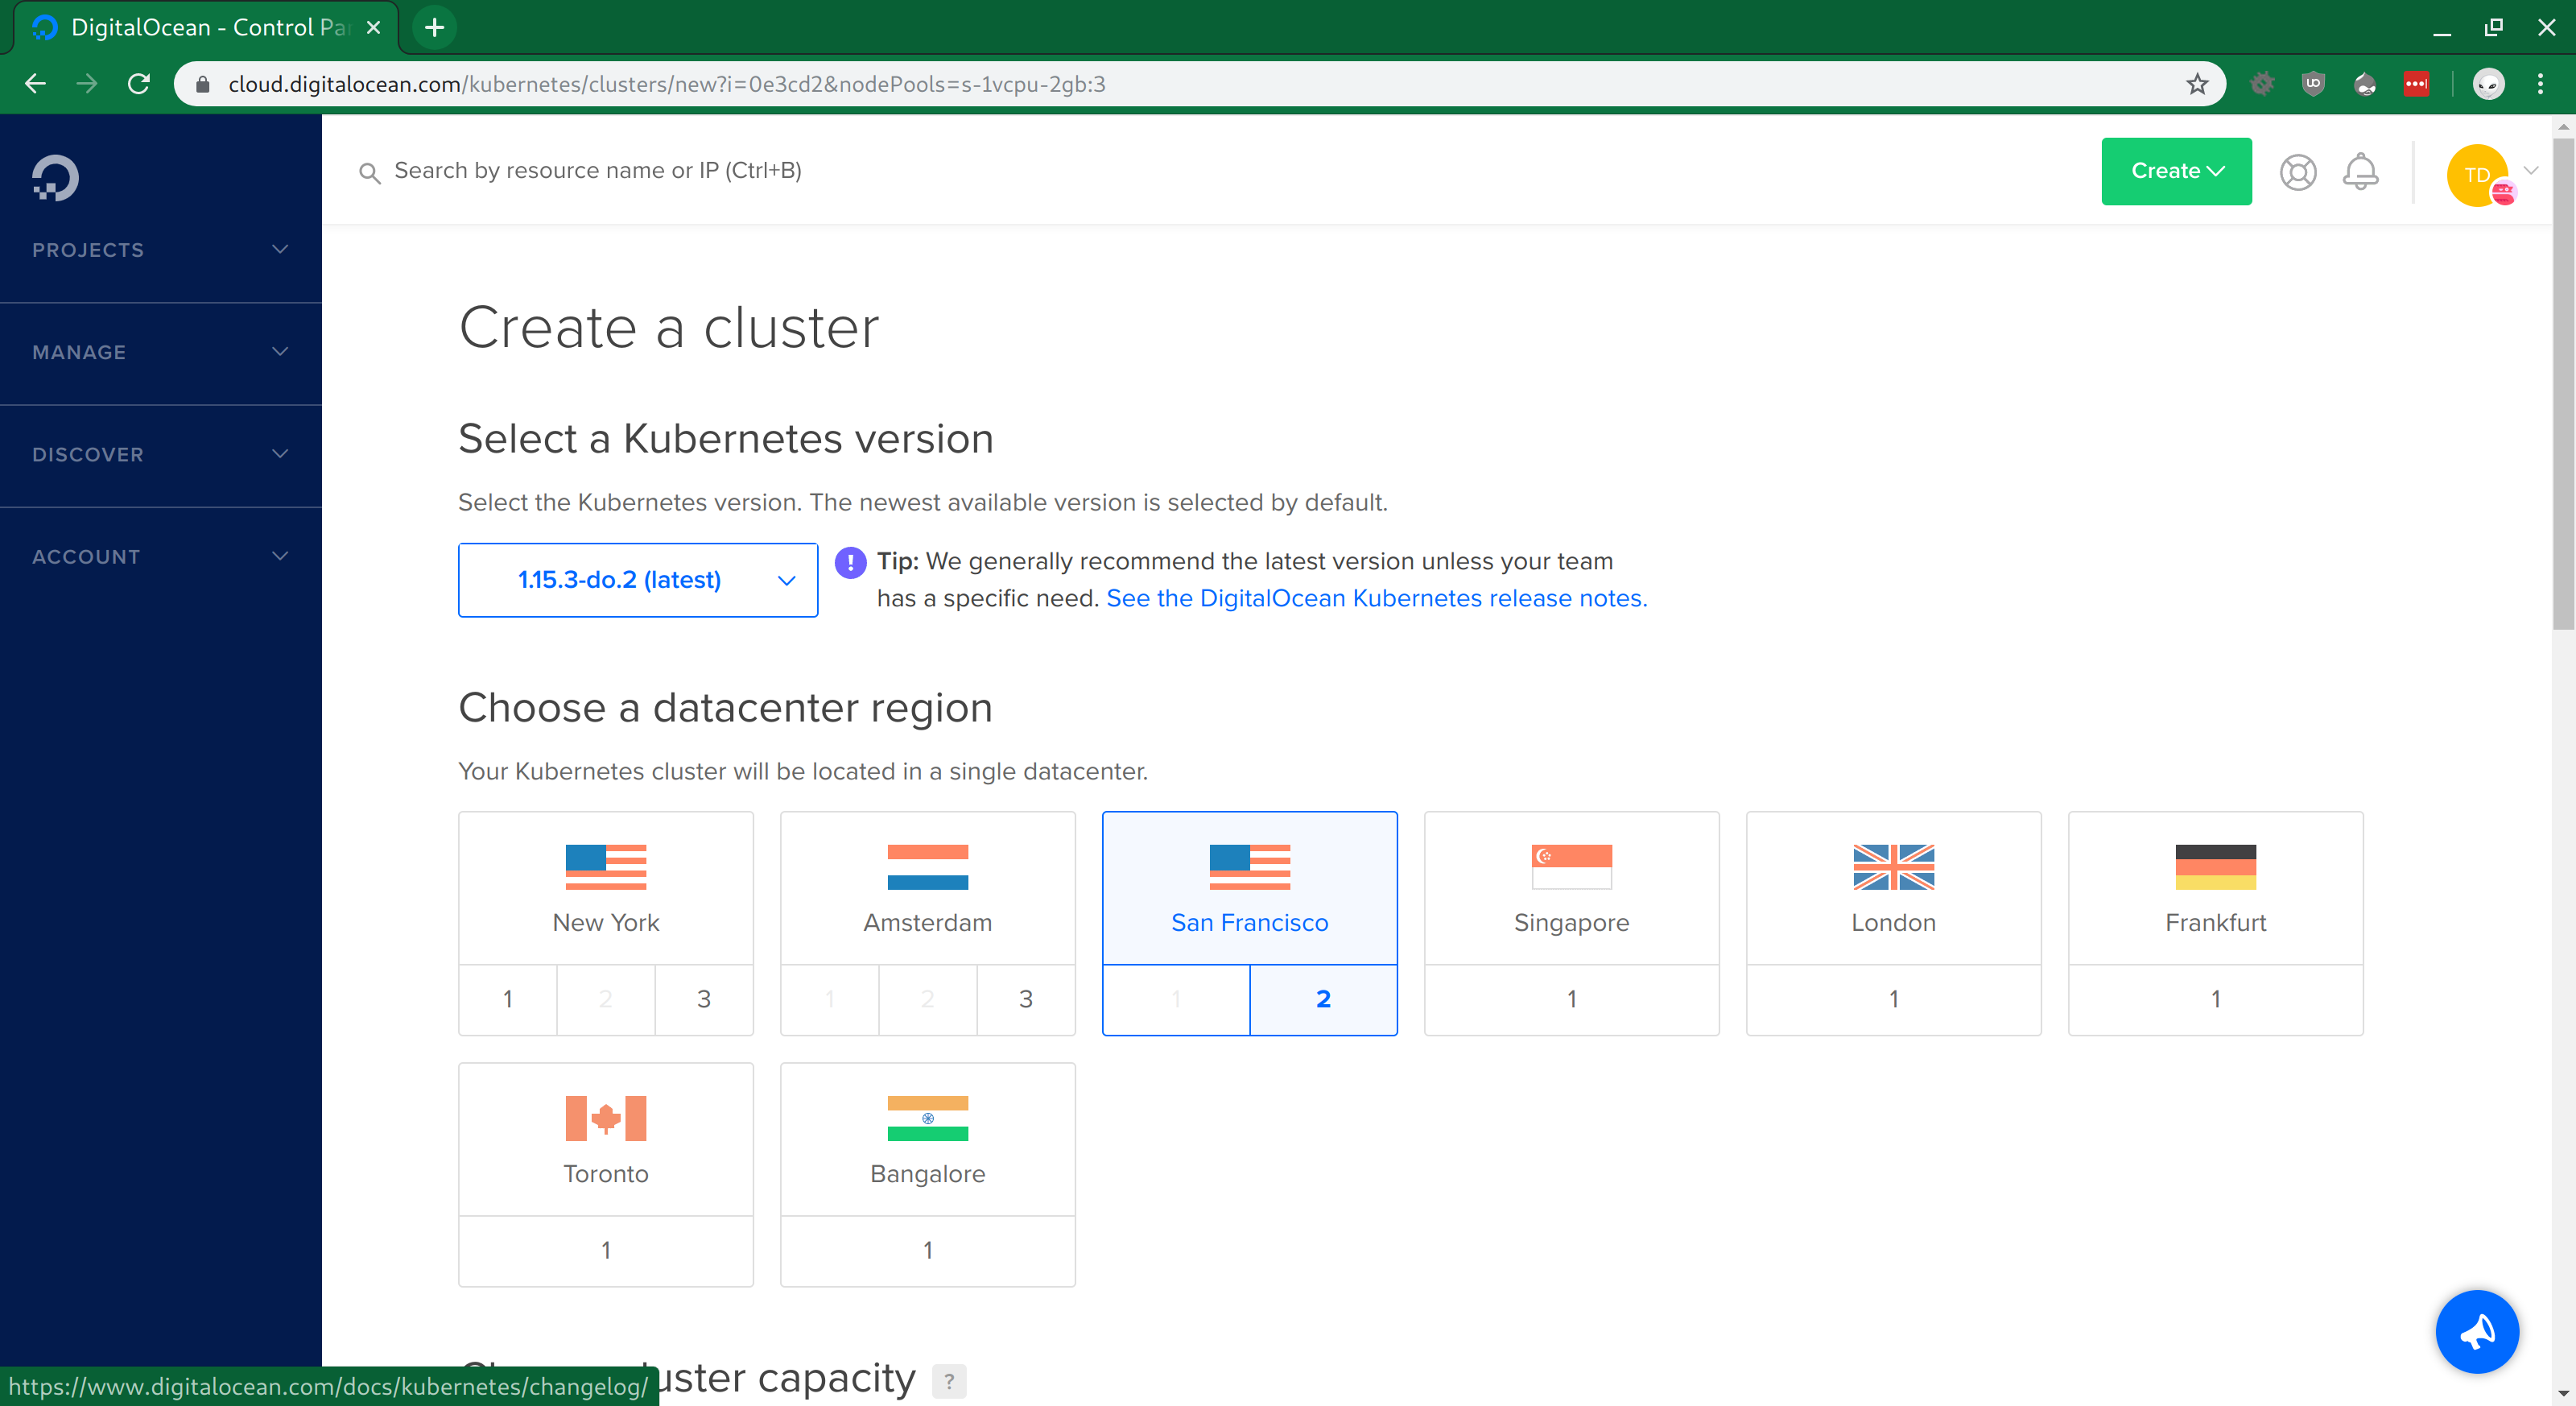 DigitalOcean - Control Pa
cloud.digitalocean.com/kubernetes/clusters/new?i=0e3cd2&nodePools=s-1vcpu-2gb:3
Search by resource name or IP (Ctrl+B)
Create
TD
PROJECTS
MANAGE
DISCOVER
ACCOUNT
Create a cluster
Select a Kubernetes version
Select the Kubernetes version. The newest available version is selected by default.
1.15.3-do.2 (latest)
Tip: We generally recommend the latest version unless your team
has a specific need. See the DigitalOcean Kubernetes release notes.
Choose a datacenter region
Your Kubernetes cluster will be located in a single datacenter.
New York
1 2 3
Amsterdam
1 2 3
San Francisco
1 2
Singapore
1
London
1
Frankfurt
1
Toronto
1
Bangalore
1
capacity ?
https://www.digitalocean.com/docs/kubernetes/changelog/